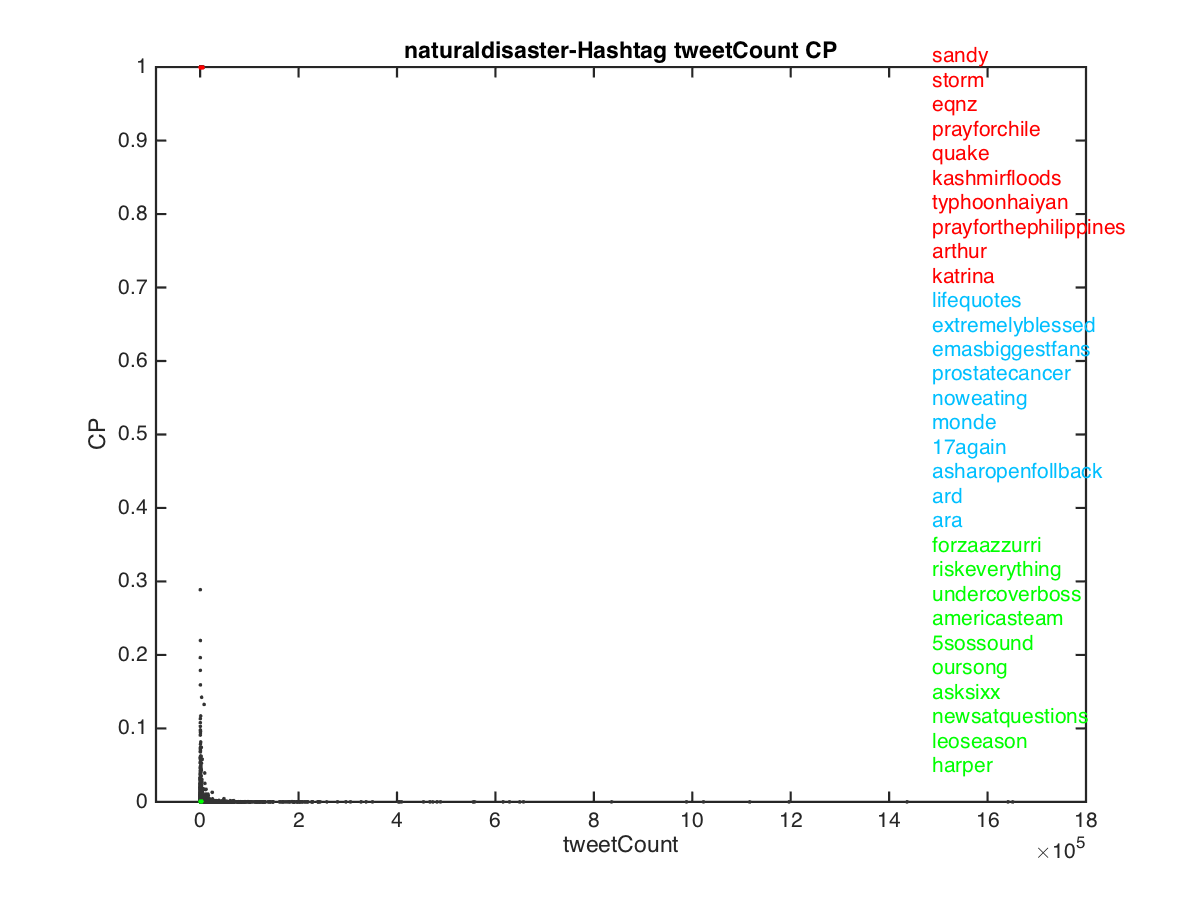 naturaldisaster-Hashtag tweetCount CP
sandy
storm
eqnz
prayforchile
quake
kashmirfloods
typhoonhaiyan
prayforthephilippines
arthur
katrina
lifequotes
extremelyblessed
emasbiggestfans
prostatecancer
noweating
monde
17again
asharopenfollback
ard
ara
forzaazzurri
riskeverything
undercoverboss
americasteam
5sossound
oursong
asksixx
newsatquestions
leoseason
harper
1
0.9
0.8
0.7
0.6
0.5
0.4
0.3
0.2
0.1
0
CP
0 2 4 6 8 10 12 14 16 18
tweetCount
×10^5